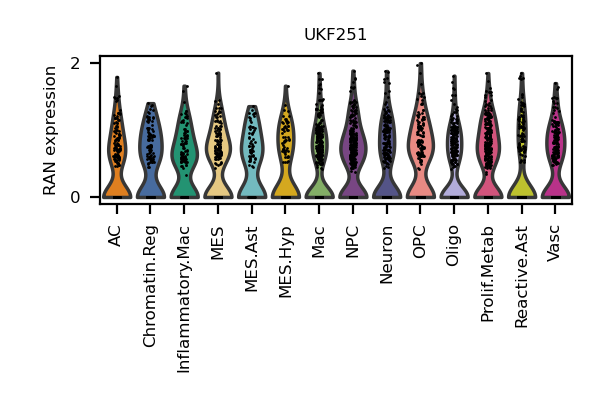 UKF251
RAN expression
2
0
AC
Chromatin.Reg
Inflammatory.Mac
MES
MES.Ast
MES.Hyp
Mac
NPC
Neuron
OPC
Oligo
Prolif.Metab
Reactive.Ast
Vasc